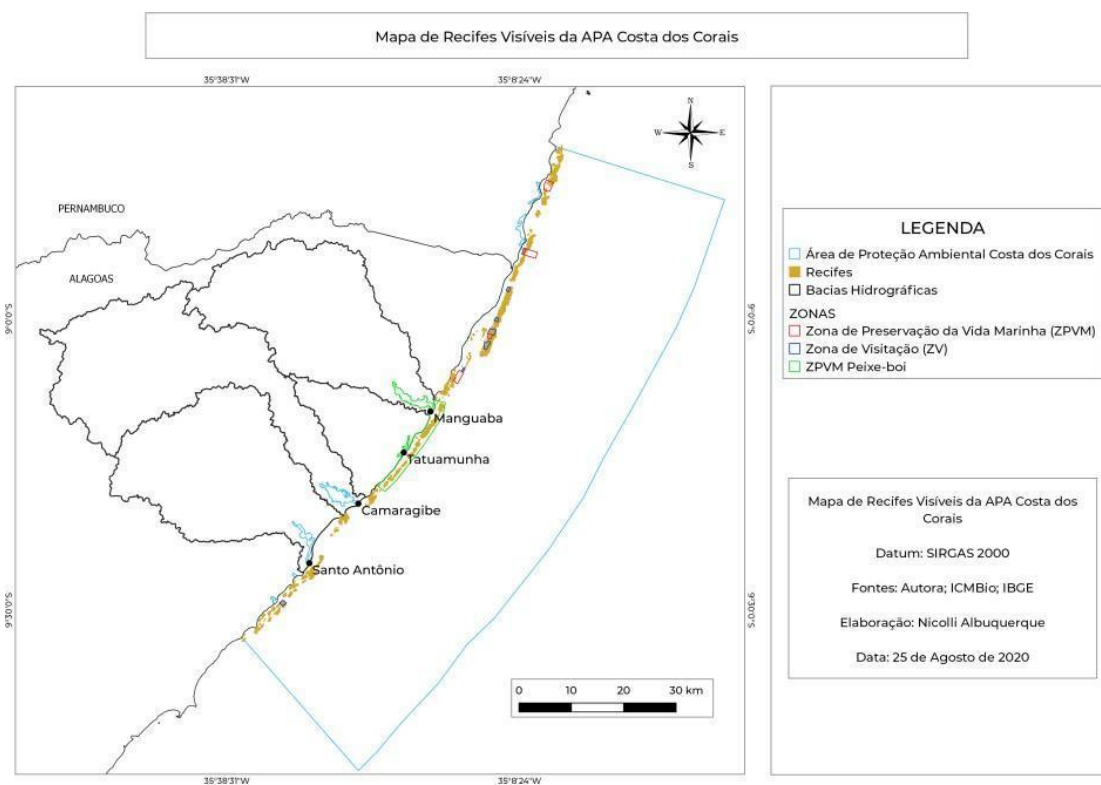 Mapa de Recifes Visíveis da APA Costa dos Corais
35°38'31"W
35°8'24"W
N
W
E
S
PERNAMBUCO
ALAGOAS
9°0'0"S
9°0'0"S
Manguaba
Tatuamunha
Camaragibe
Santo Antônio
9°30'0"S
9°30'0"S
0 10 20 30 km
35°38'31"W
35°8'24"W
LEGENDA
Área de Proteção Ambiental Costa dos Corais
Recifes
Bacias Hidrográficas
ZONAS
Zona de Preservação da Vida Marinha (ZPVM)
Zona de Visitação (ZV)
ZPVM Peixe-boi
Mapa de Recifes Visíveis da APA Costa dos
Corais
Datum: SIRGAS 2000
Fontes: Autora; ICMBio; IBGE
Elaboração: Nicolli Albuquerque
Data: 25 de Agosto de 2020